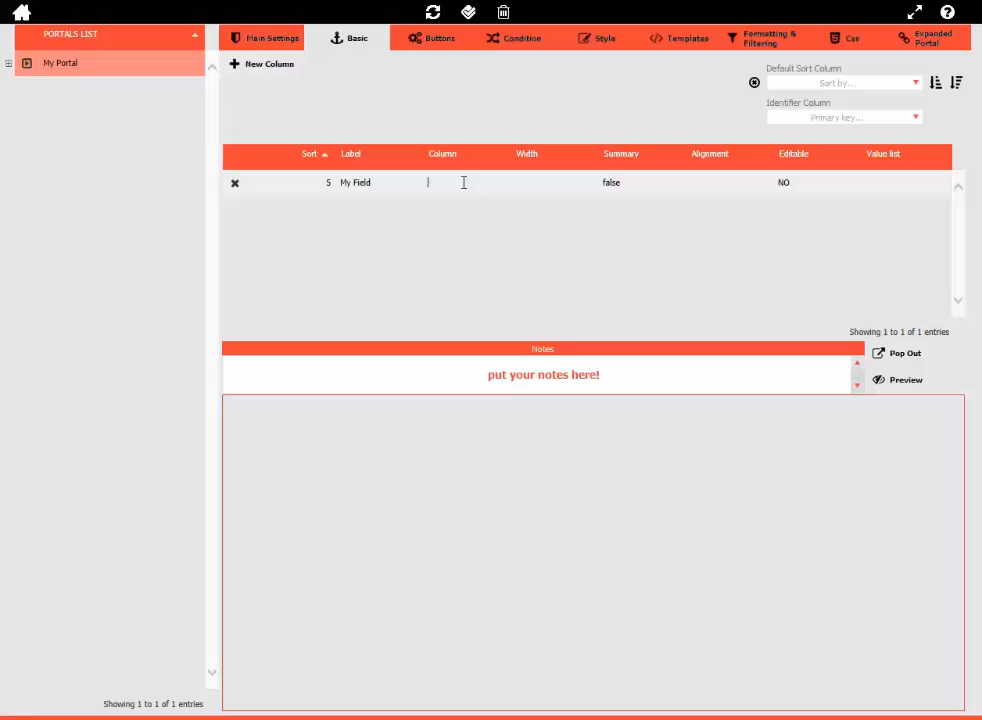 PORTALS LIST
My Portal
Showing 1 to 1 of 1 entries
Main Settings
Basic
Buttons
Condition
Style
Templates
Formatting &
Filtering
Css
Expanded
Portal
New Column
Default Sort Column
Sort by...
Identifier Column
Primary key...
Sort Label Column Width Summary Alignment Editable Value list
5 My Field false NO
Showing 1 to 1 of 1 entries
Notes
put your notes here!
Pop Out
Preview